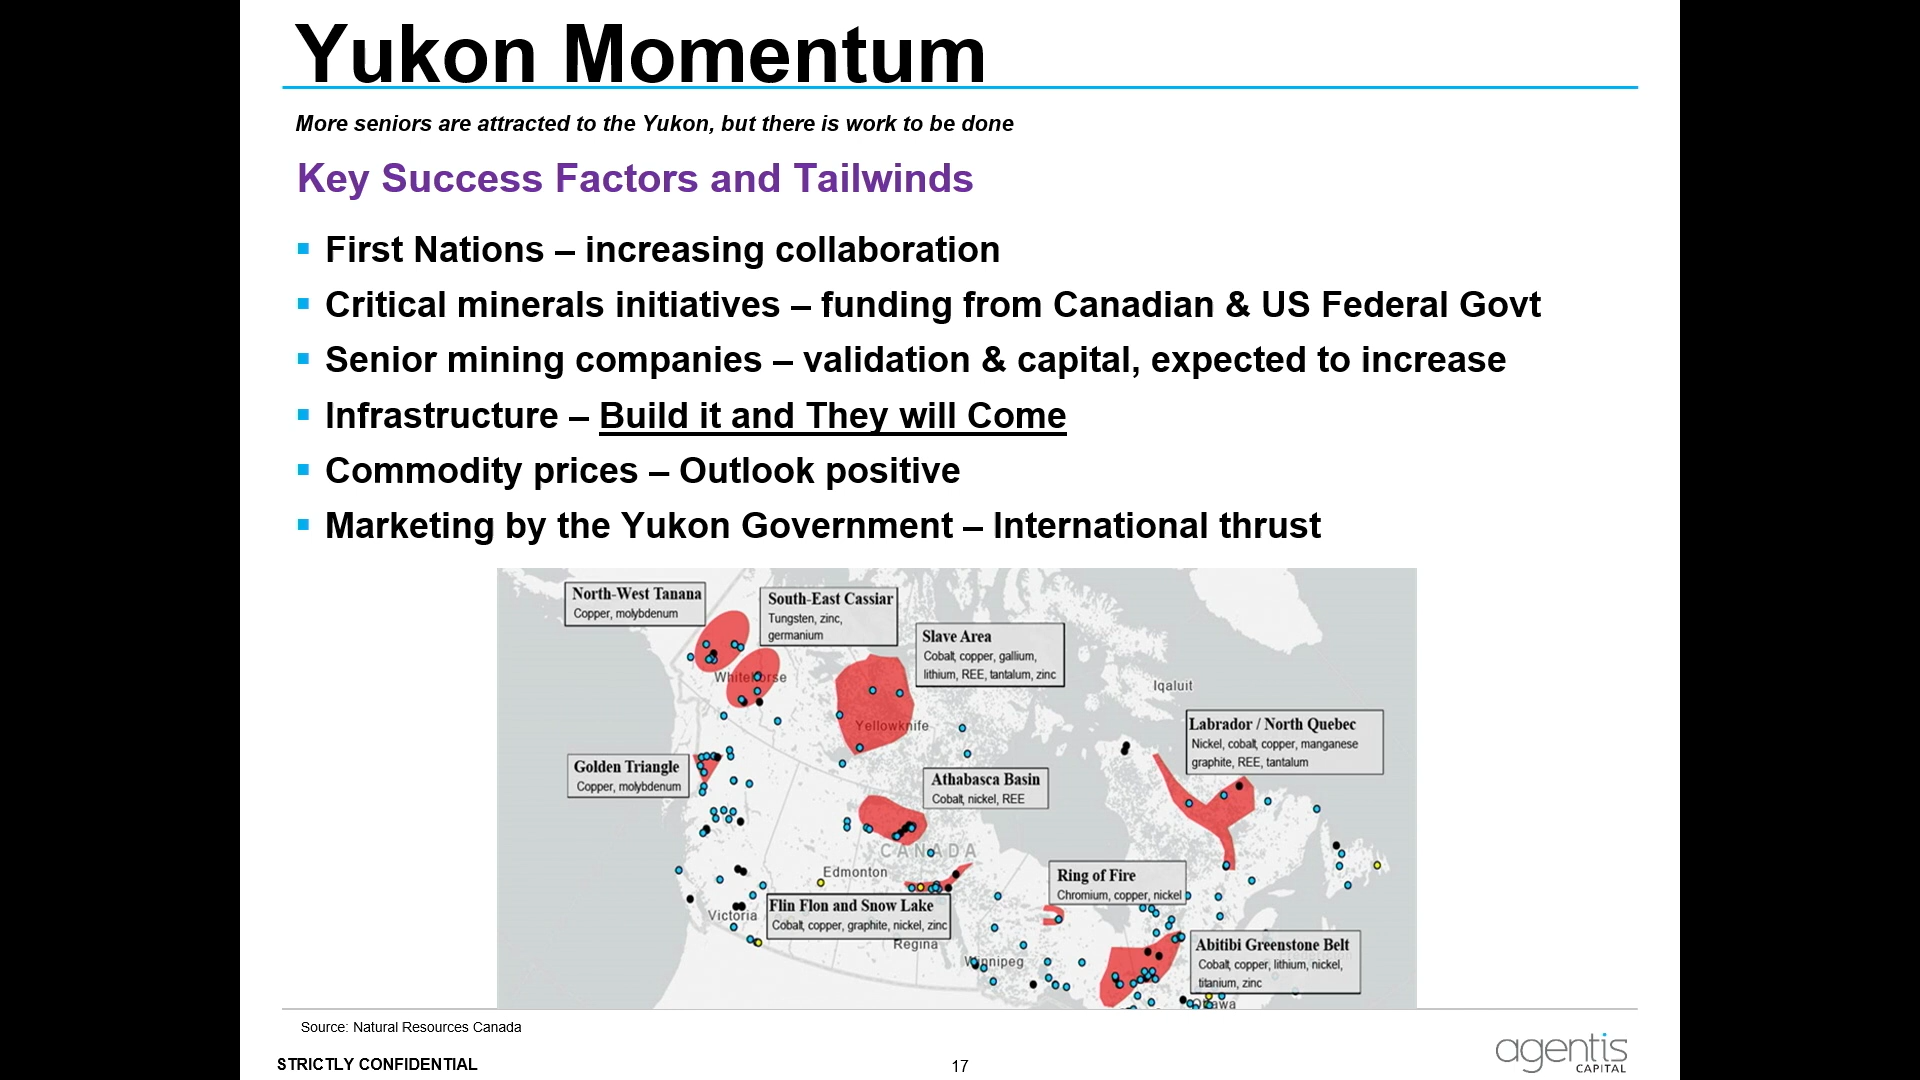 Yukon Momentum
More seniors are attracted to the Yukon, but there is work to be done
Key Success Factors and Tailwinds
▪ First Nations – increasing collaboration
▪ Critical minerals initiatives – funding from Canadian & US Federal Govt
▪ Senior mining companies – validation & capital, expected to increase
▪ Infrastructure – Build it and They will Come
▪ Commodity prices – Outlook positive
▪ Marketing by the Yukon Government – International thrust
North-West Tanana
Copper, molybdenum
South-East Cassiar
Tungsten, zinc,
germanium
Slave Area
Cobalt, copper, gallium,
lithium, REE, tantalum, zinc
Whitehorse
Iqaluit
Yellowknife
Labrador / North Quebec
Nickel, cobalt, copper, manganese
graphite, REE, tantalum
Golden Triangle
Copper, molybdenum
Athabasca Basin
Cobalt, nickel, REE
CANADA
Edmonton
Ring of Fire
Chromium, copper, nickel
Flin Flon and Snow Lake
Cobalt, copper, graphite, nickel, zinc
Victoria
Regina
Winnipeg
Abitibi Greenstone Belt
Cobalt, copper, lithium, nickel,
titanium, zinc
Ottawa
Source: Natural Resources Canada
STRICTLY CONFIDENTIAL
17
agentis
CAPITAL